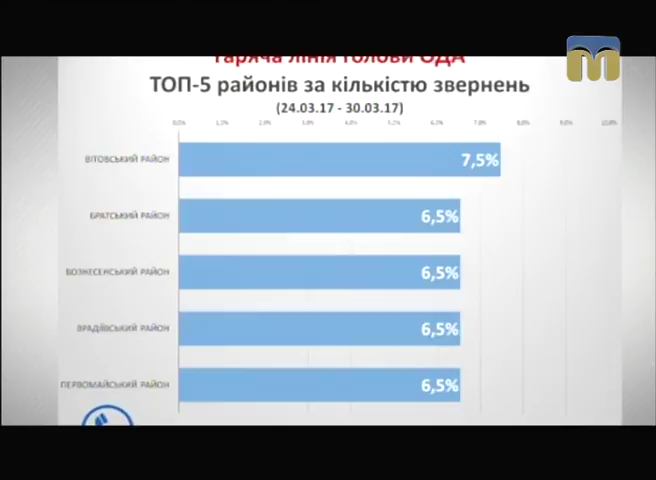 Гаряча лінія голови ОДА
ТОП-5 районів за кількістю звернень
(24.03.17 - 30.03.17)
ВІТОВСЬКИЙ РАЙОН
7,5%
БРАТСЬКИЙ РАЙОН
6,5%
ВОЗНЕСЕНСЬКИЙ РАЙОН
6,5%
ВРАДІЇВСЬКИЙ РАЙОН
6,5%
ПЕРВОМАЙСЬКИЙ РАЙОН
6,5%